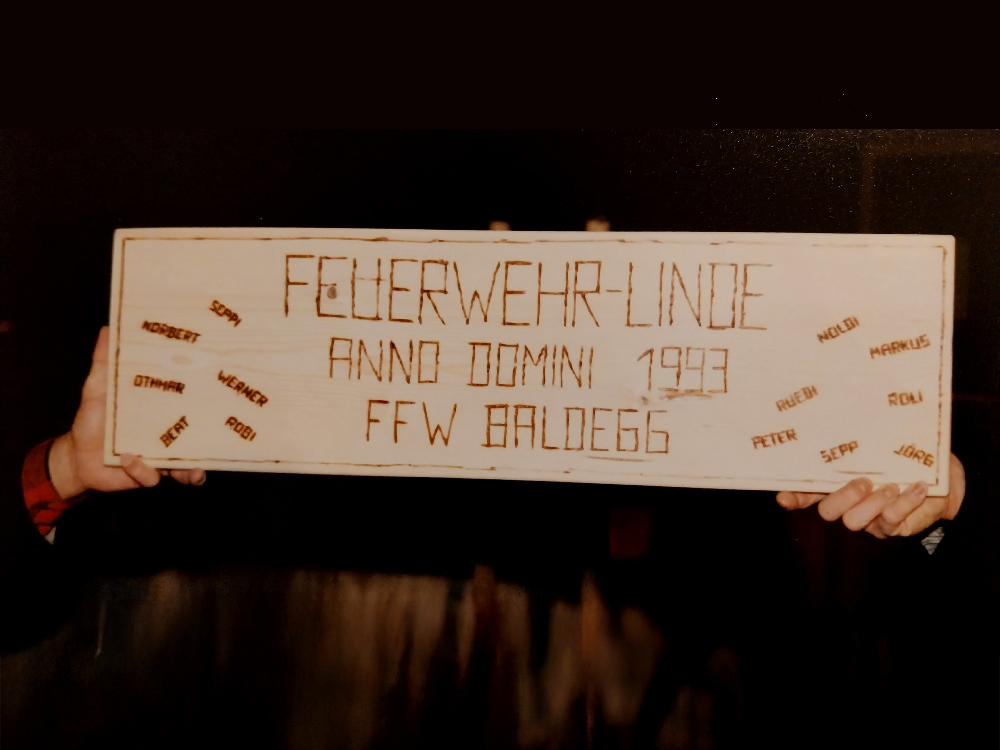 FEUERWEHR-LINDE
ANNO DOMINI 1993
FFW BALDEGG
SEPPI
NORBERT
OTHMAR
WERNER
BERT
ROBI
NOLDI
MARKUS
RUEDI
ROLI
PETER
SEPP
JÖRG